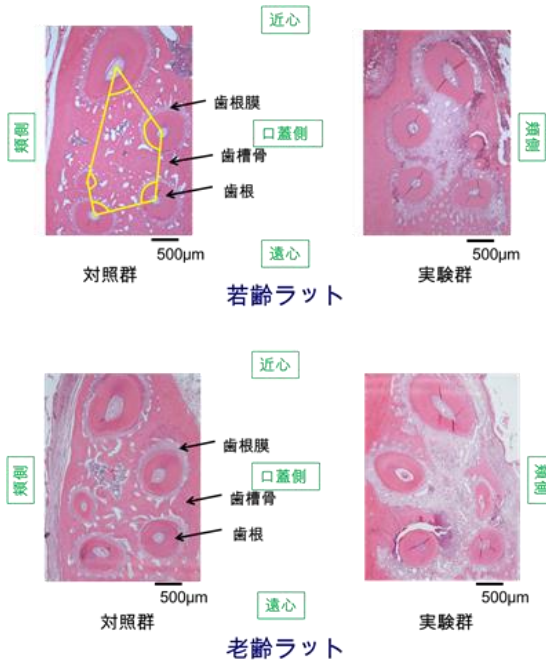 近心
歯根膜
頬側
口蓋側
頬側
歯槽骨
歯根
遠心
500μm
500μm
対照群
実験群
若齢ラット
近心
歯根膜
頬側
口蓋側
頬側
歯槽骨
歯根
遠心
500μm
500μm
対照群
実験群
老齢ラット